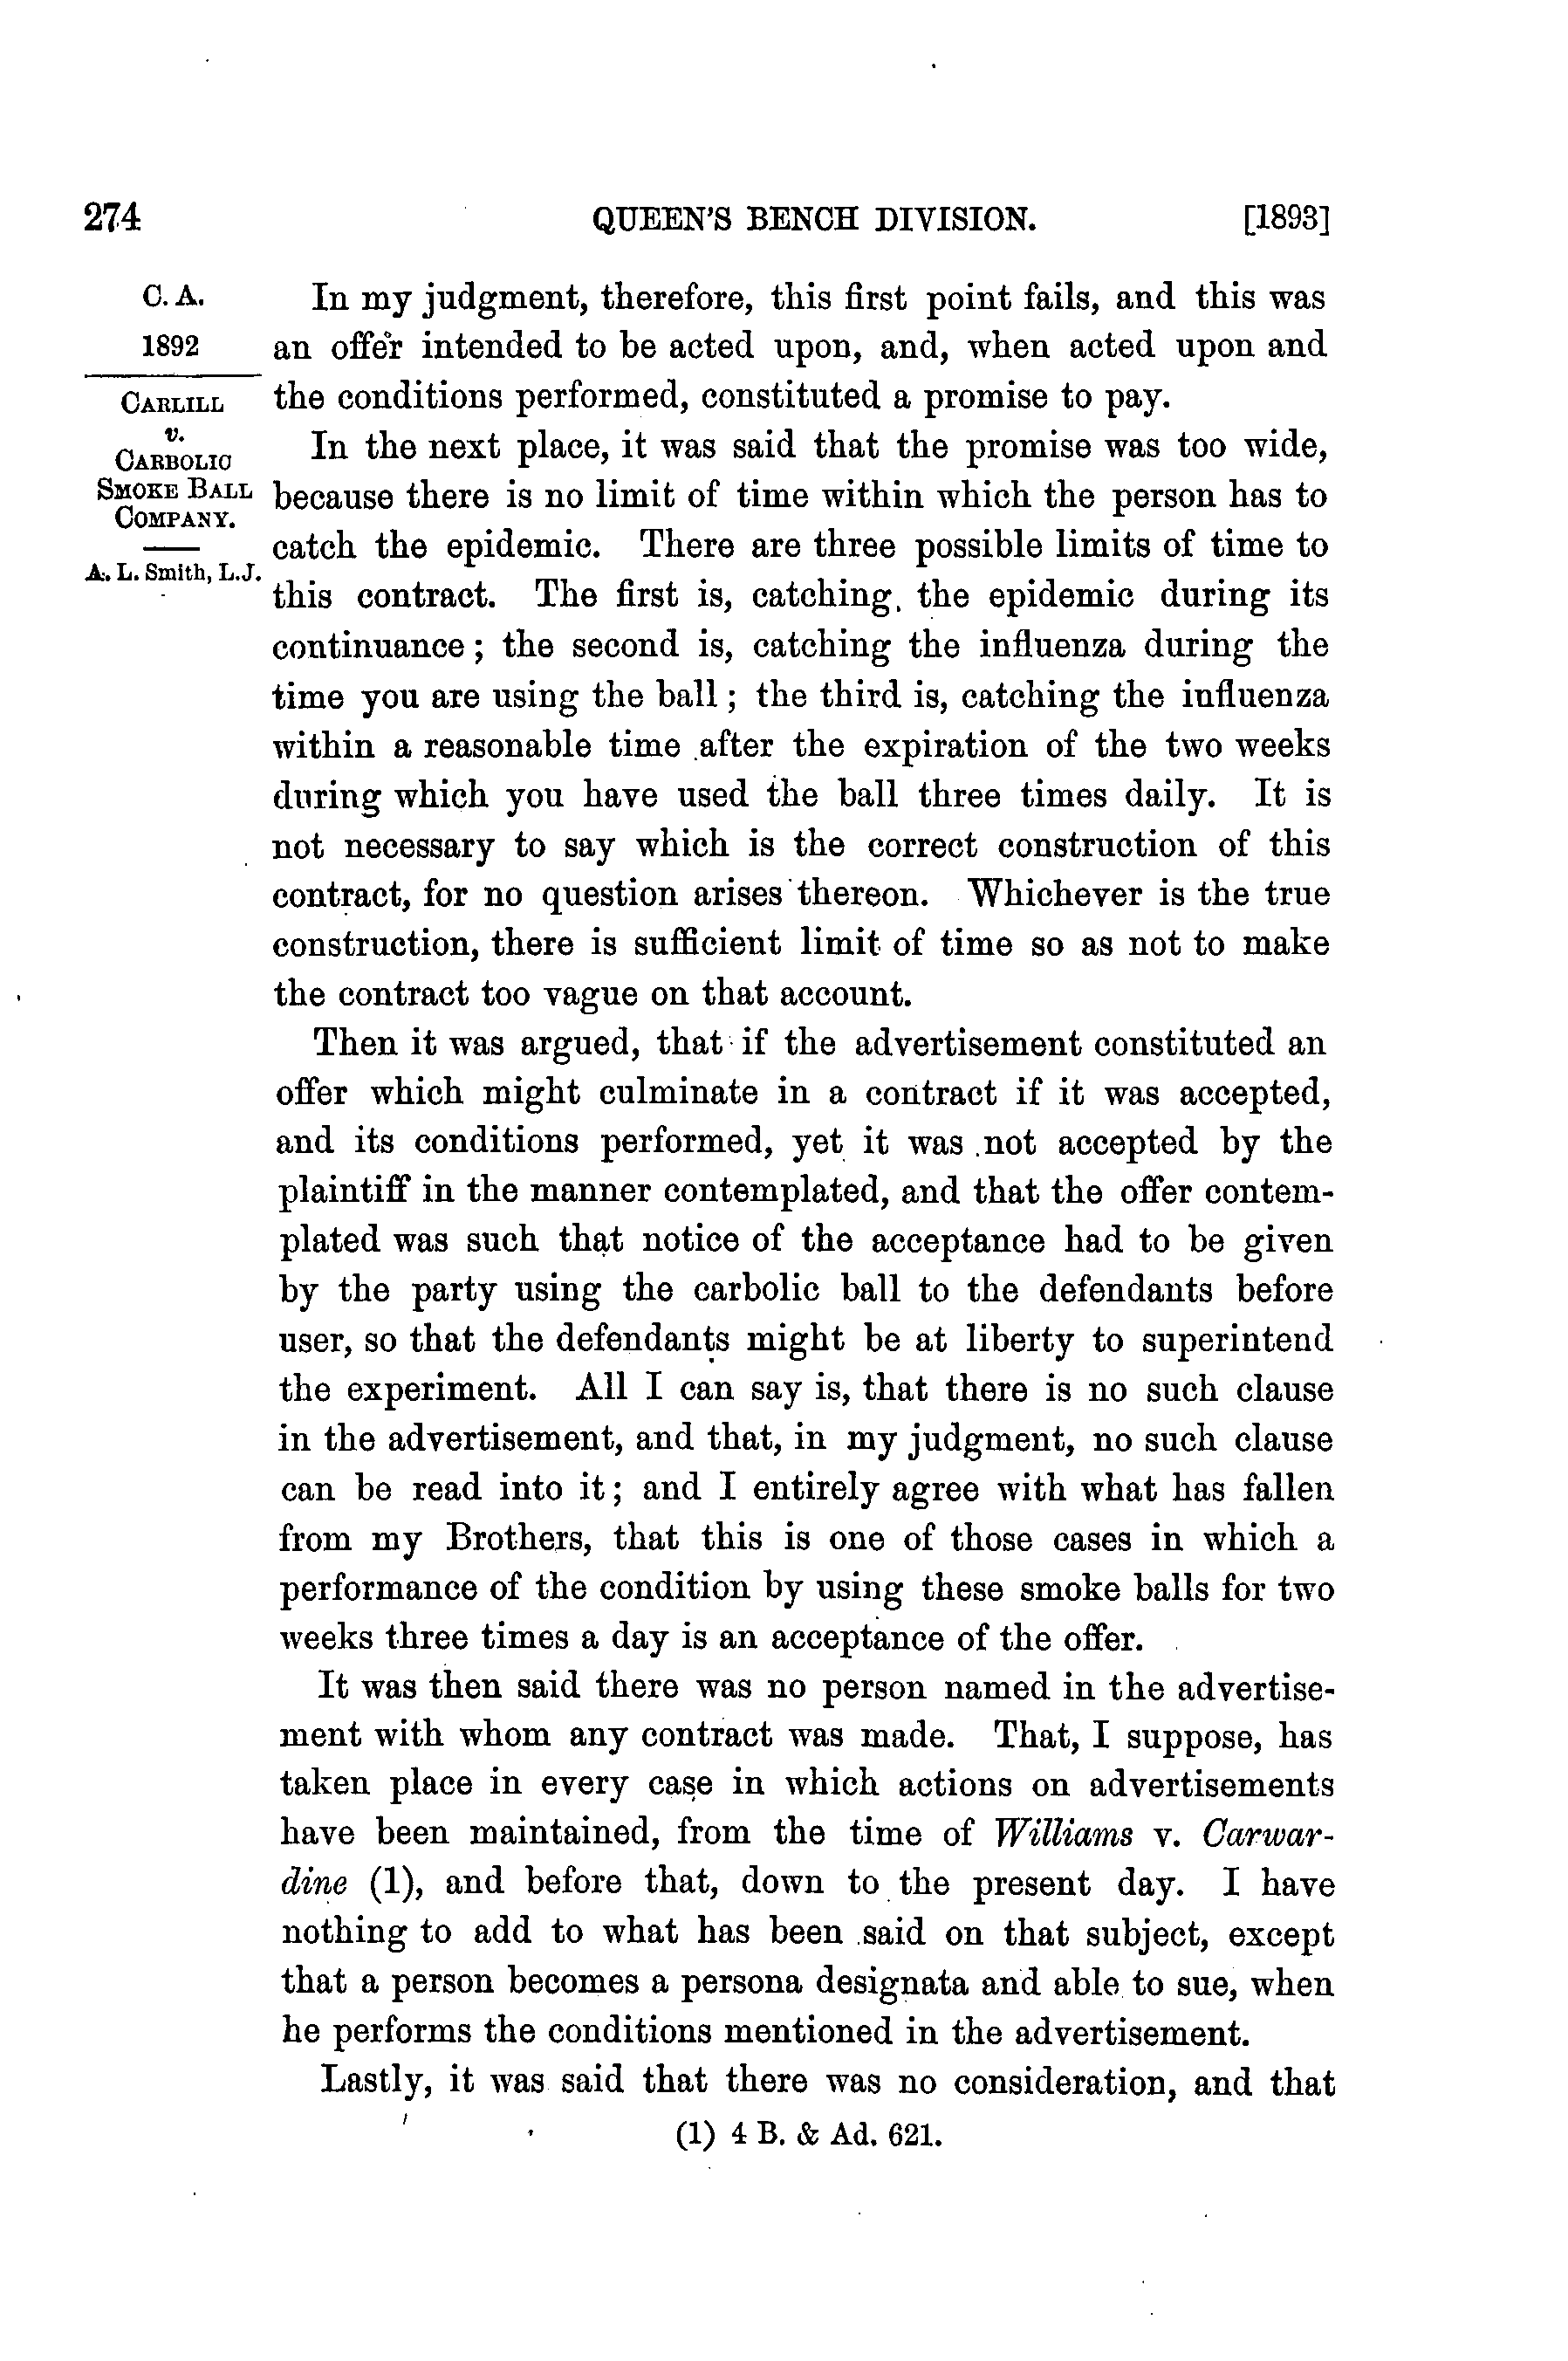 274 QUEEN'S BENCH DIVISION. [1893]
C. A.
1892
CARLILL
v.
CARBOLIC
SMOKE BALL
COMPANY.
A. L. Smith, L.J.
In my judgment, therefore, this first point fails, and this was
an offer intended to be acted upon, and, when acted upon and
the conditions performed, constituted a promise to pay.
In the next place, it was said that the promise was too wide,
because there is no limit of time within which the person has to
catch the epidemic. There are three possible limits of time to
this contract. The first is, catching the epidemic during its
continuance; the second is, catching the influenza during the
time you are using the ball; the third is, catching the influenza
within a reasonable time after the expiration of the two weeks
during which you have used the ball three times daily. It is
not necessary to say which is the correct construction of this
contract, for no question arises thereon. Whichever is the true
construction, there is sufficient limit of time so as not to make
the contract too vague on that account.
Then it was argued, that if the advertisement constituted an
offer which might culminate in a contract if it was accepted,
and its conditions performed, yet it was not accepted by the
plaintiff in the manner contemplated, and that the offer contem-
plated was such that notice of the acceptance had to be given
by the party using the carbolic ball to the defendants before
user, so that the defendants might be at liberty to superintend
the experiment. All I can say is, that there is no such clause
in the advertisement, and that, in my judgment, no such clause
can be read into it; and I entirely agree with what has fallen
from my Brothers, that this is one of those cases in which a
performance of the condition by using these smoke balls for two
weeks three times a day is an acceptance of the offer.
It was then said there was no person named in the advertise-
ment with whom any contract was made. That, I suppose, has
taken place in every case in which actions on advertisements
have been maintained, from the time of Williams v. Carwar-
dine (1), and before that, down to the present day. I have
nothing to add to what has been said on that subject, except
that a person becomes a persona designata and able to sue, when
he performs the conditions mentioned in the advertisement.
Lastly, it was said that there was no consideration, and that
(1) 4 B. & Ad. 621.